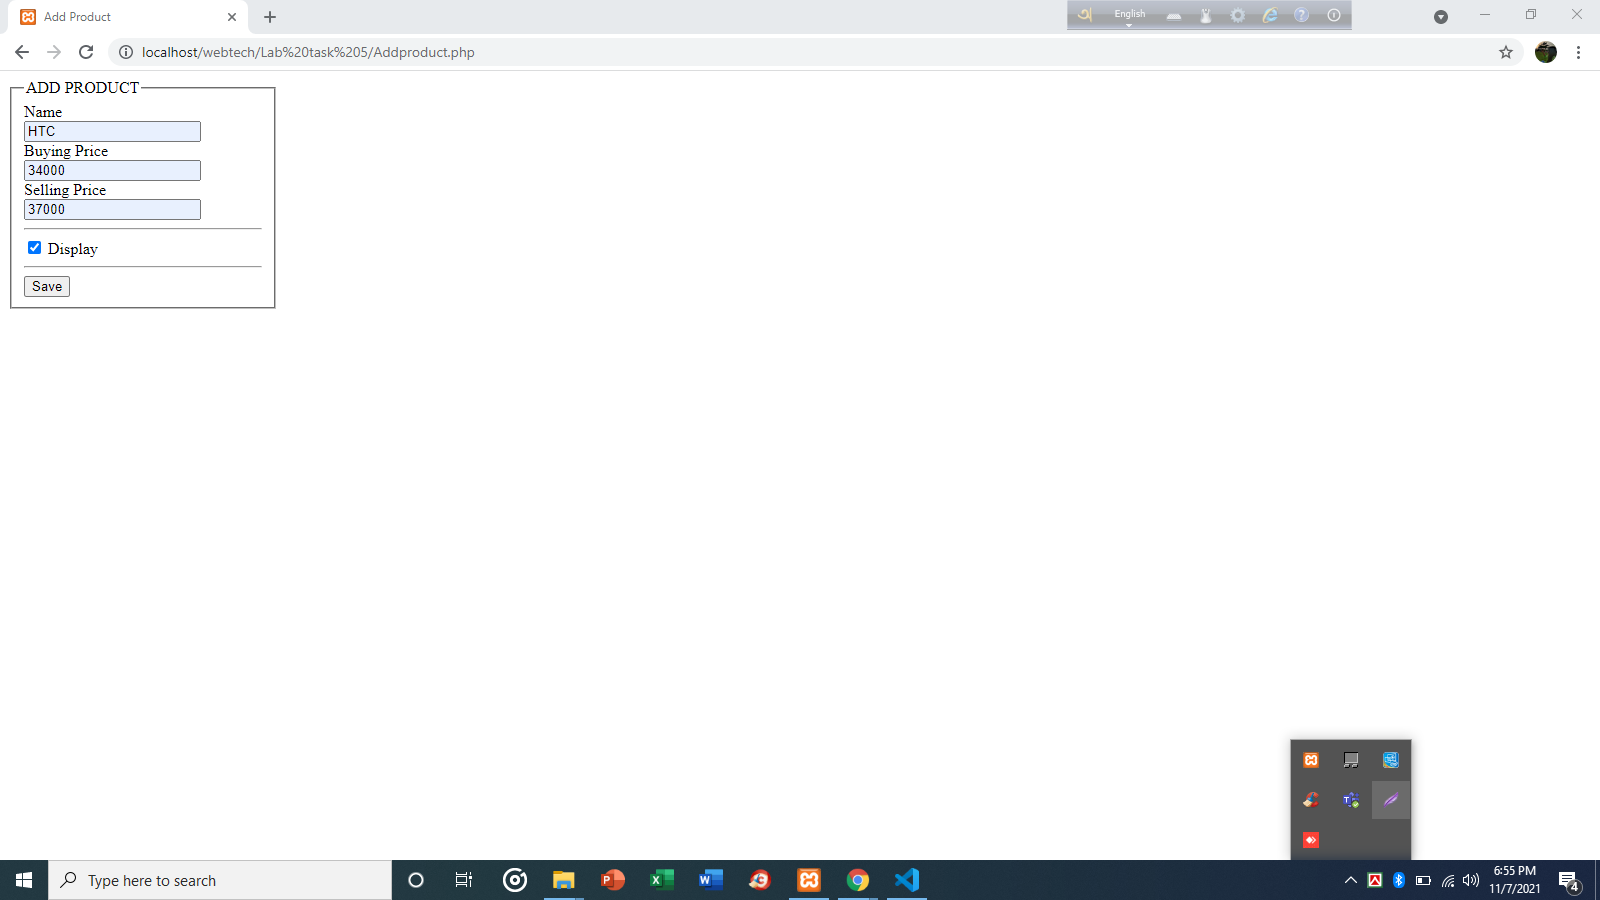 Add Product
English
localhost/webtech/Lab%20task%205/Addproduct.php
ADD PRODUCT
Name
HTC
Buying Price
34000
Selling Price
37000
Display
Save
Type here to search
6:55 PM
11/7/2021
4